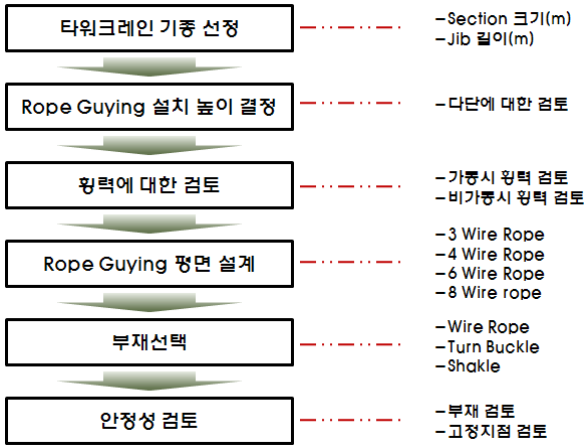 타워크레인 기종 선정
-Section 크기(m)
-Jib 길이(m)
Rope Guying 설치 높이 결정
-다단에 대한 검토
횡력에 대한 검토
-가동시 횡력 검토
-비가동시 횡력 검토
Rope Guying 평면 설계
-3 Wire Rope
-4 Wire Rope
-6 Wire Rope
-8 Wire rope
부재선택
-Wire Rope
-Turn Buckle
-Shakle
안정성 검토
-부재 검토
-고정지점 검토